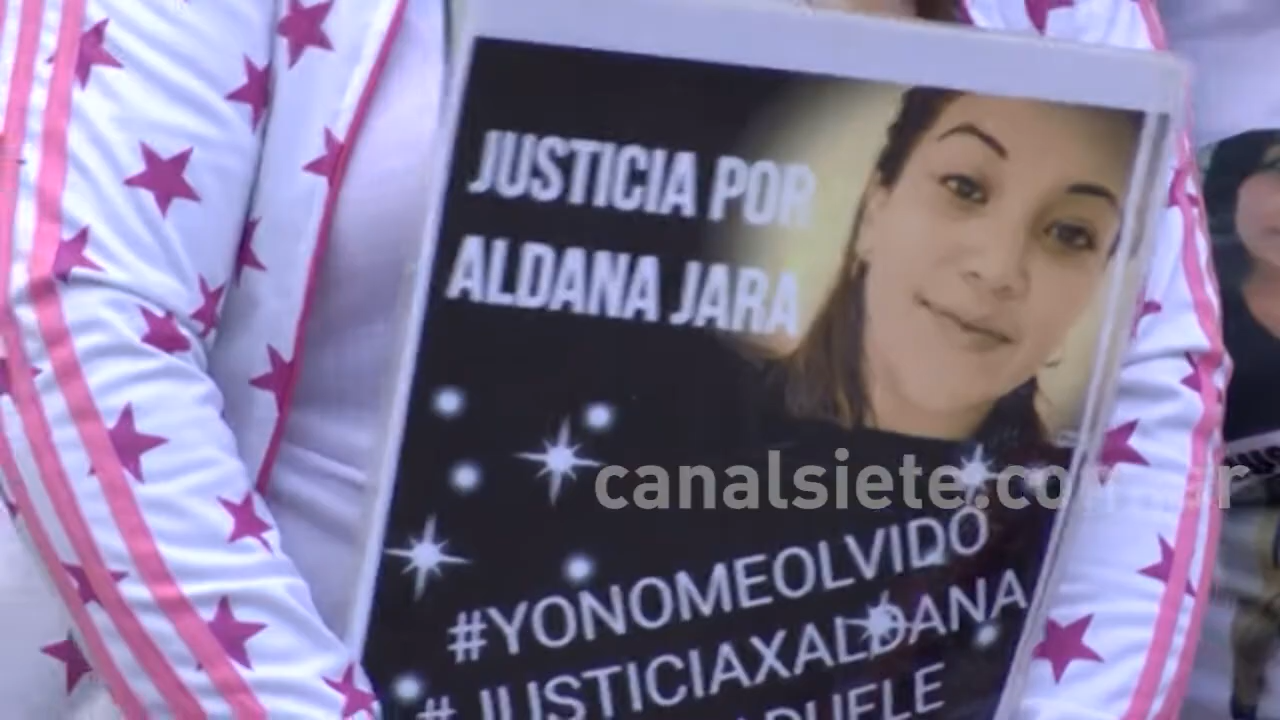 JUSTICIA POR
ALDANA JARA
canalsiete.com.ar
#YONOMEOLVIDO
#JUSTICIAXALDANA